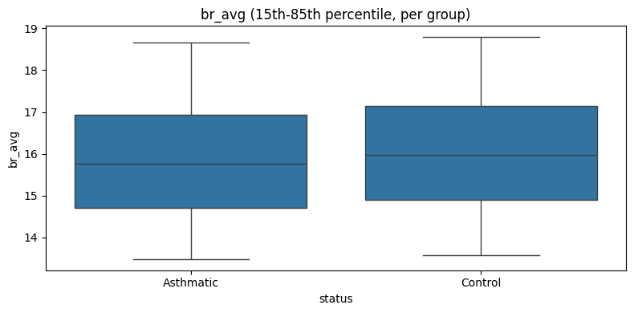 br_avg (15th-85th percentile, per group)
19
18
17
16
15
14
br_avg
Asthmatic
Control
status